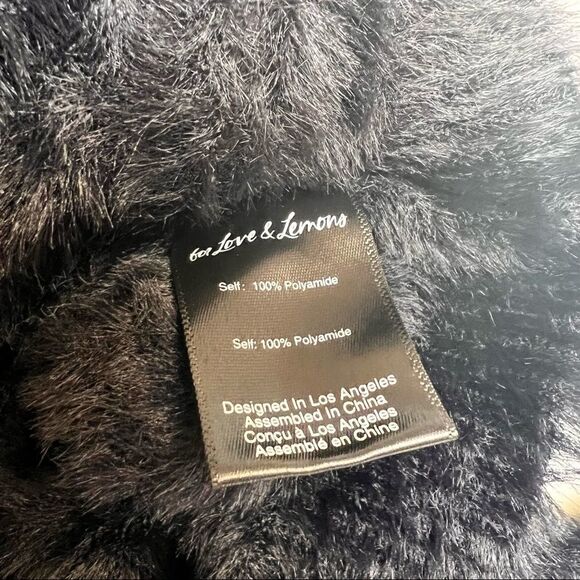 for Love & Lemons
Self: 100% Polyamide
Self: 100% Polyamide
Designed In Los Angeles
Assembled In China
Conçu à Los Angeles
Assemblé en Chine